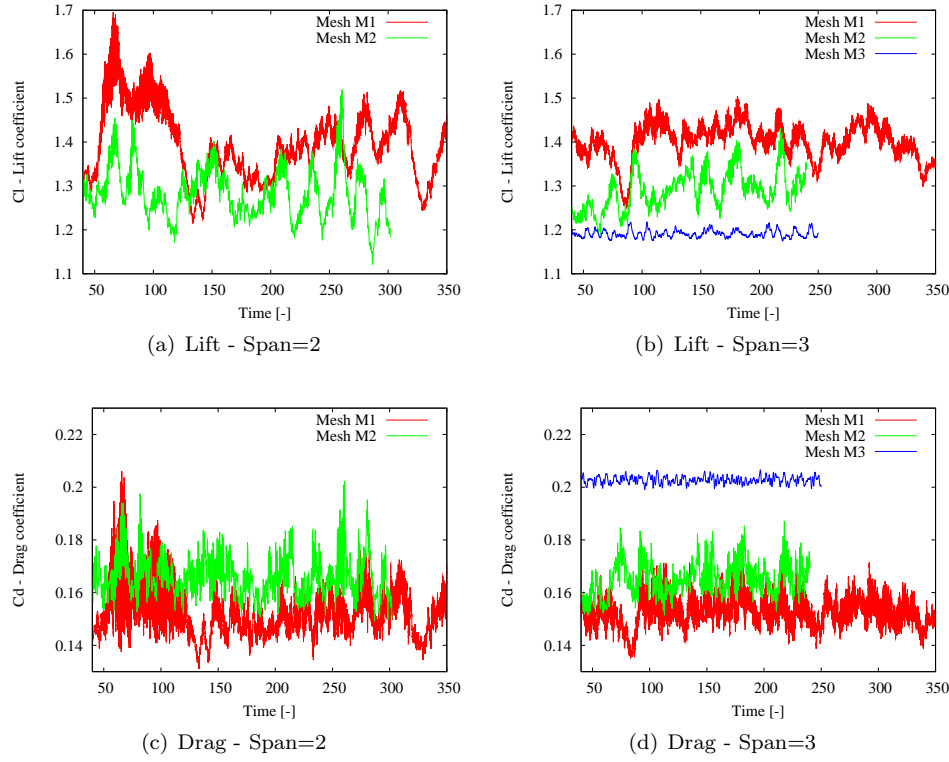 1.7
1.6
1.5
1.4
1.3
1.2
1.1
Cl - Lift coefficient
Mesh M1
Mesh M2
50 100 150 200 250 300 350
Time [-]
(a) Lift - Span=2
1.7
1.6
1.5
1.4
1.3
1.2
1.1
Cl - Lift coefficient
Mesh M1
Mesh M2
Mesh M3
50 100 150 200 250 300 350
Time [-]
(b) Lift - Span=3
0.22
0.2
0.18
0.16
0.14
Cd - Drag coefficient
Mesh M1
Mesh M2
50 100 150 200 250 300 350
Time [-]
(c) Drag - Span=2
0.22
0.2
0.18
0.16
0.14
Cd - Drag coefficient
Mesh M1
Mesh M2
Mesh M3
50 100 150 200 250 300 350
Time [-]
(d) Drag - Span=3